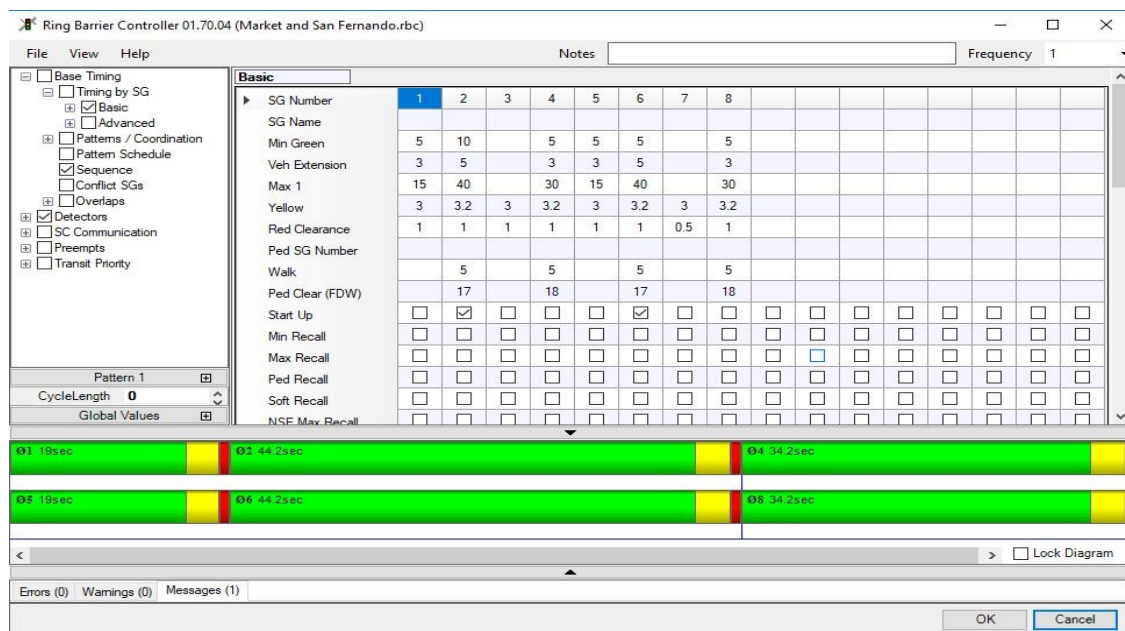 Ring Barrier Controller 01.70.04 (Market and San Fernando.rbc)
File View Help Notes Frequency 1
Base Timing
Timing by SG
Basic
Advanced
Patterns / Coordination
Pattern Schedule
Sequence
Conflict SGs
Overlaps
Detectors
SC Communication
Preempts
Transit Priority
Pattern 1
CycleLength 0
Global Values
Basic
SG Number 1 2 3 4 5 6 7 8
SG Name
Min Green 5 10 5 5 5 5
Veh Extension 3 5 3 3 5 3
Max 1 15 40 30 15 40 30
Yellow 3 3.2 3 3.2 3 3.2 3 3.2
Red Clearance 1 1 1 1 1 1 0.5 1
Ped SG Number
Walk 5 5 5 5
Ped Clear (FDW) 17 18 17 18
Start Up
Min Recall
Max Recall
Ped Recall
Soft Recall
NSE Max Recall
Ø1 19sec Ø2 44.2sec Ø4 34.2sec
Ø5 19sec Ø6 44.2sec Ø8 34.2sec
Lock Diagram
Errors (0) Warnings (0) Messages (1)
OK Cancel